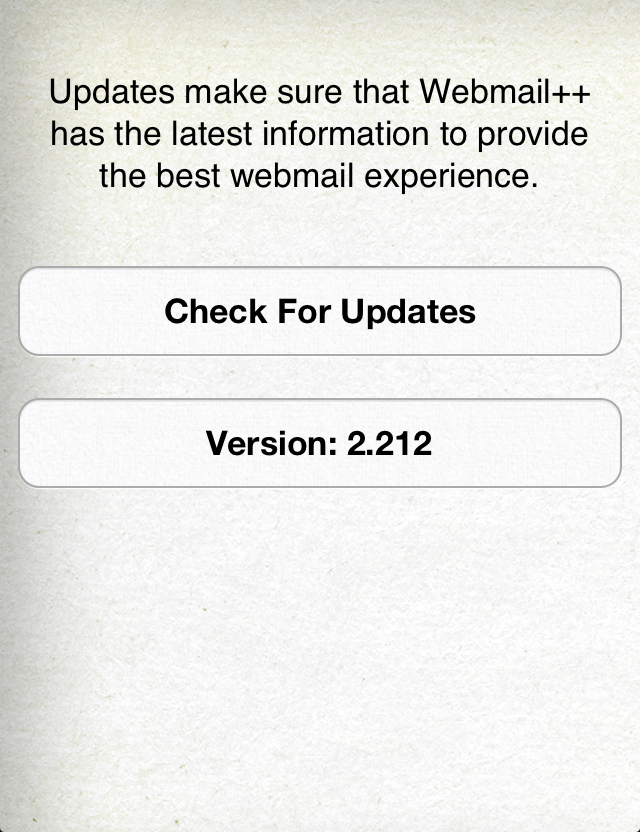 Updates make sure that Webmail++
has the latest information to provide
the best webmail experience.
Check For Updates
Version: 2.212